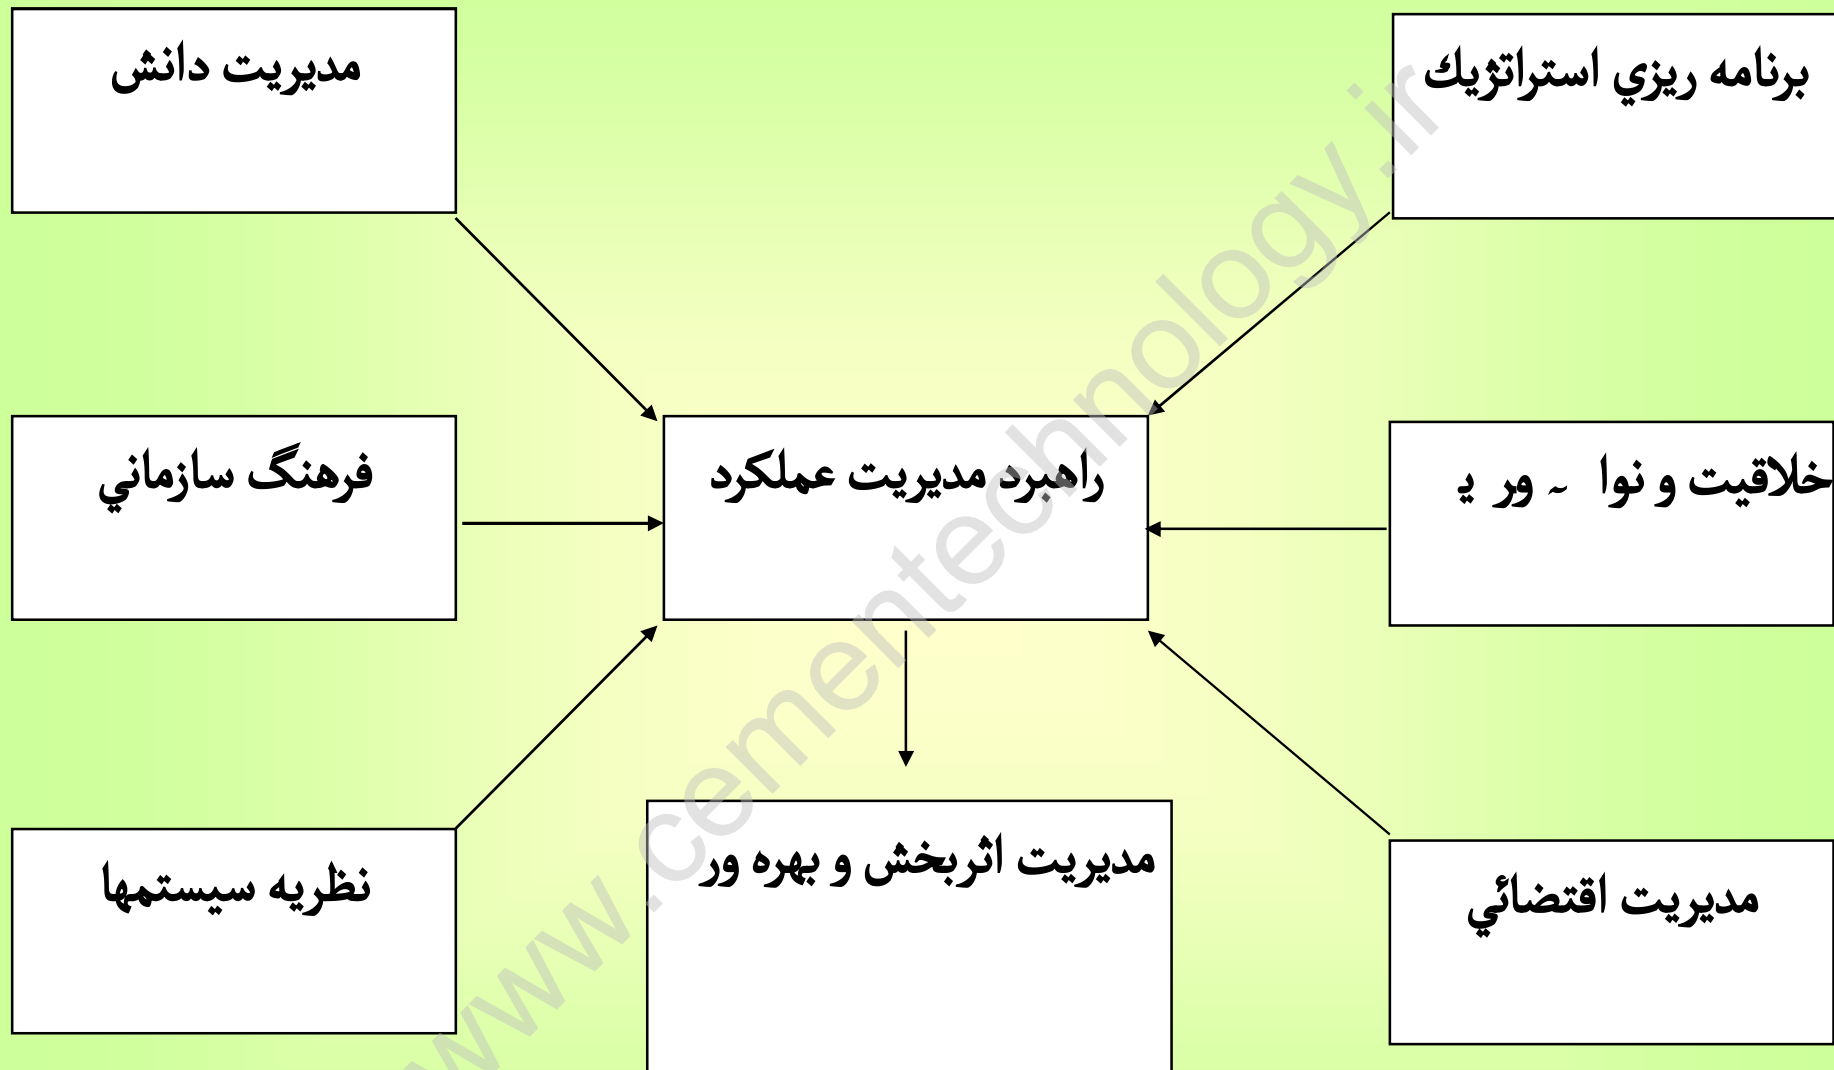 برنامه ريزي استراتژيك
مديريت دانش
خلاقيت و نوا ~ ور ي
راهبرد مديريت عملكرد
فرهنگ سازماني
مديريت اقتضائي
مديريت اثربخش و بهره ور
نظريه سيستمها
www.cementechnology.ir